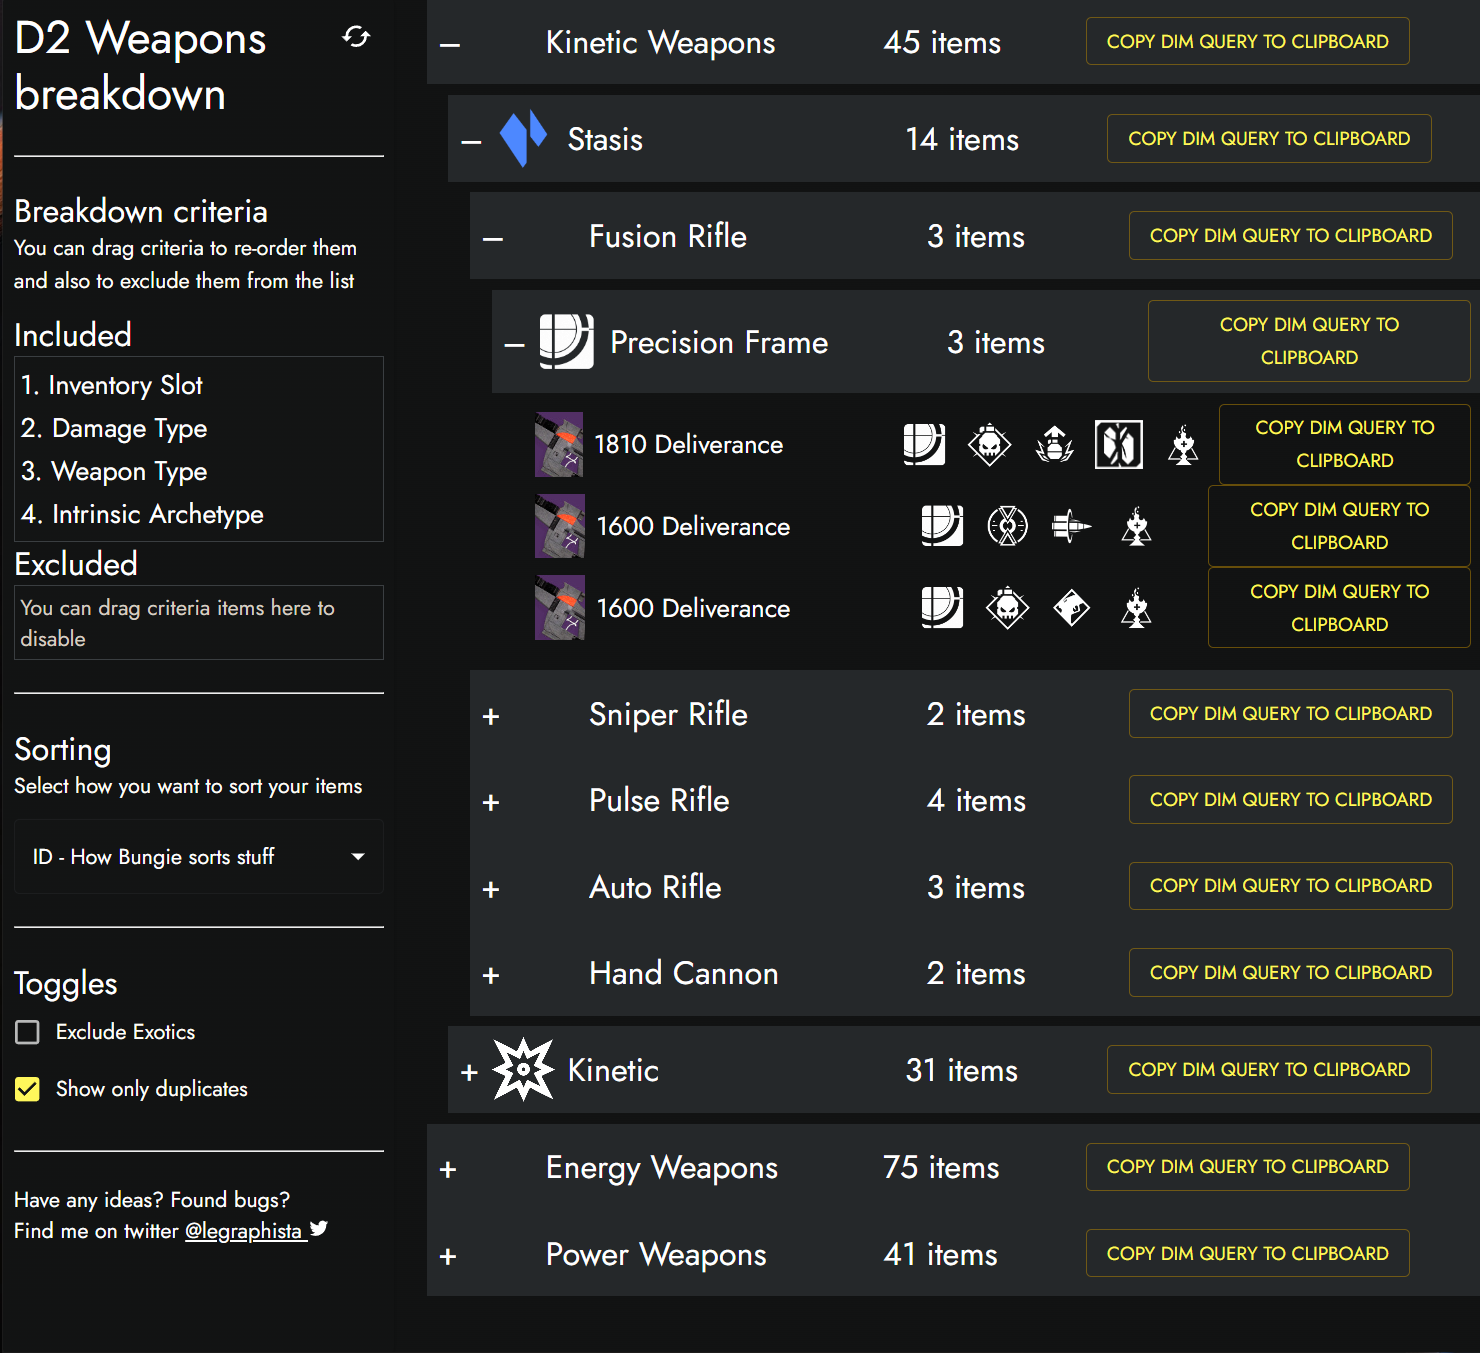 D2 Weapons
breakdown
Breakdown criteria
You can drag criteria to re-order them
and also to exclude them from the list
Included
1. Inventory Slot
2. Damage Type
3. Weapon Type
4. Intrinsic Archetype
Excluded
You can drag criteria items here to
disable
Sorting
Select how you want to sort your items
ID - How Bungie sorts stuff
Toggles
Exclude Exotics
Show only duplicates
Have any ideas? Found bugs?
Find me on twitter @legraphista
– Kinetic Weapons 45 items COPY DIM QUERY TO CLIPBOARD
– Stasis 14 items COPY DIM QUERY TO CLIPBOARD
– Fusion Rifle 3 items COPY DIM QUERY TO CLIPBOARD
– Precision Frame 3 items COPY DIM QUERY TO
CLIPBOARD
1810 Deliverance COPY DIM QUERY TO
CLIPBOARD
1600 Deliverance COPY DIM QUERY TO
CLIPBOARD
1600 Deliverance COPY DIM QUERY TO
CLIPBOARD
+ Sniper Rifle 2 items COPY DIM QUERY TO CLIPBOARD
+ Pulse Rifle 4 items COPY DIM QUERY TO CLIPBOARD
+ Auto Rifle 3 items COPY DIM QUERY TO CLIPBOARD
+ Hand Cannon 2 items COPY DIM QUERY TO CLIPBOARD
+ Kinetic 31 items COPY DIM QUERY TO CLIPBOARD
+ Energy Weapons 75 items COPY DIM QUERY TO CLIPBOARD
+ Power Weapons 41 items COPY DIM QUERY TO CLIPBOARD